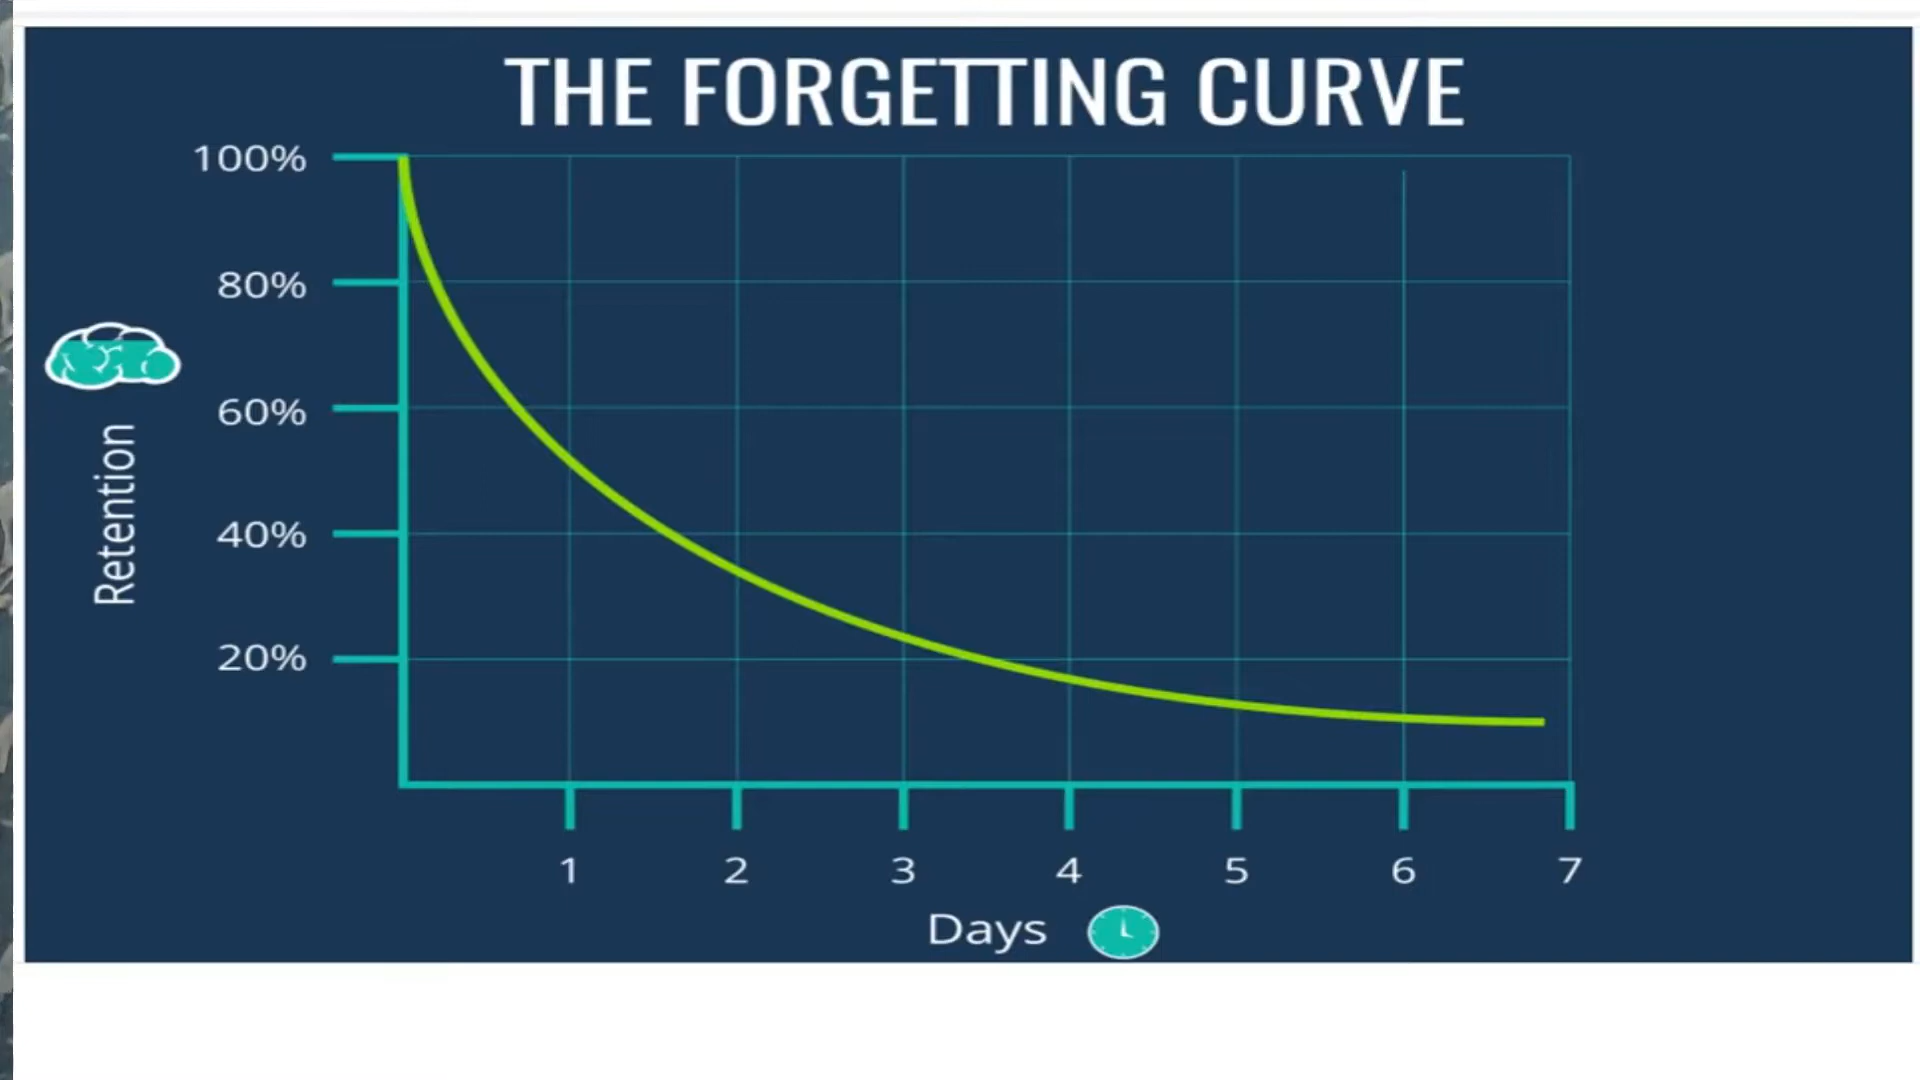 THE FORGETTING CURVE
100%
80%
60%
40%
20%
Retention
1 2 3 4 5 6 7
Days